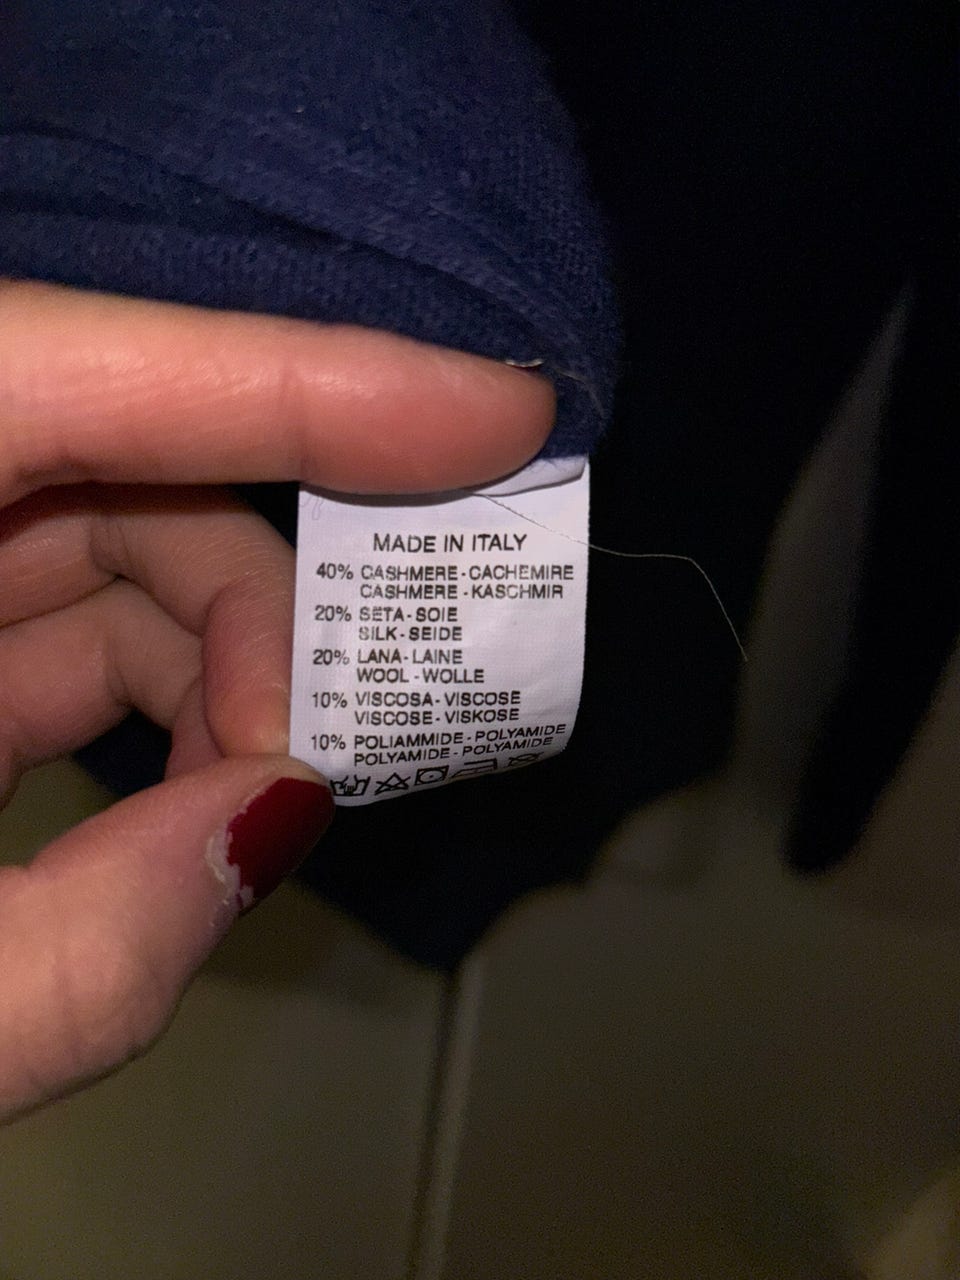 MADE IN ITALY
40% CASHMERE - CACHEMIRE
CASHMERE - KASCHMIR
20% SETA - SOIE
SILK - SEIDE
20% LANA - LAINE
WOOL - WOLLE
10% VISCOSA - VISCOSE
VISCOSE - VISKOSE
10% POLIAMMIDE - POLYAMIDE
POLYAMIDE - POLYAMIDE